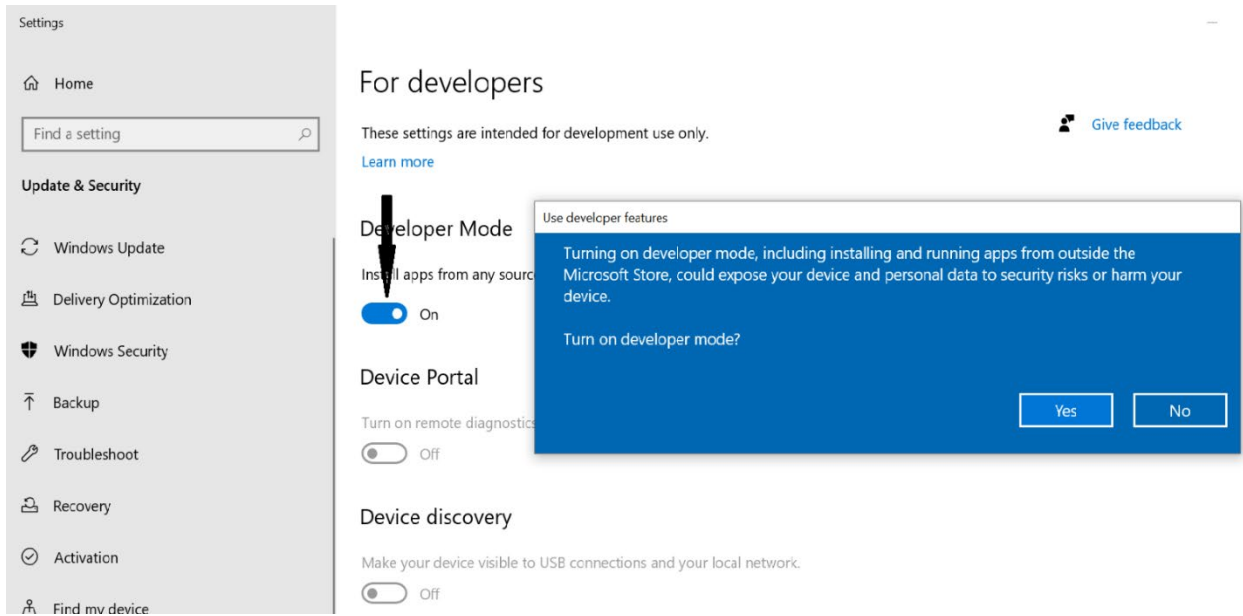 Settings
Home
Find a setting
Update & Security
Windows Update
Delivery Optimization
Windows Security
Backup
Troubleshoot
Recovery
Activation
Find my device
For developers
These settings are intended for development use only.
Learn more
Give feedback
Developer Mode
Install apps from any sourc
On
Device Portal
Turn on remote diagnostics
Off
Device discovery
Make your device visible to USB connections and your local network.
Off
Use developer features
Turning on developer mode, including installing and running apps from outside the
Microsoft Store, could expose your device and personal data to security risks or harm your
device.
Turn on developer mode?
Yes
No